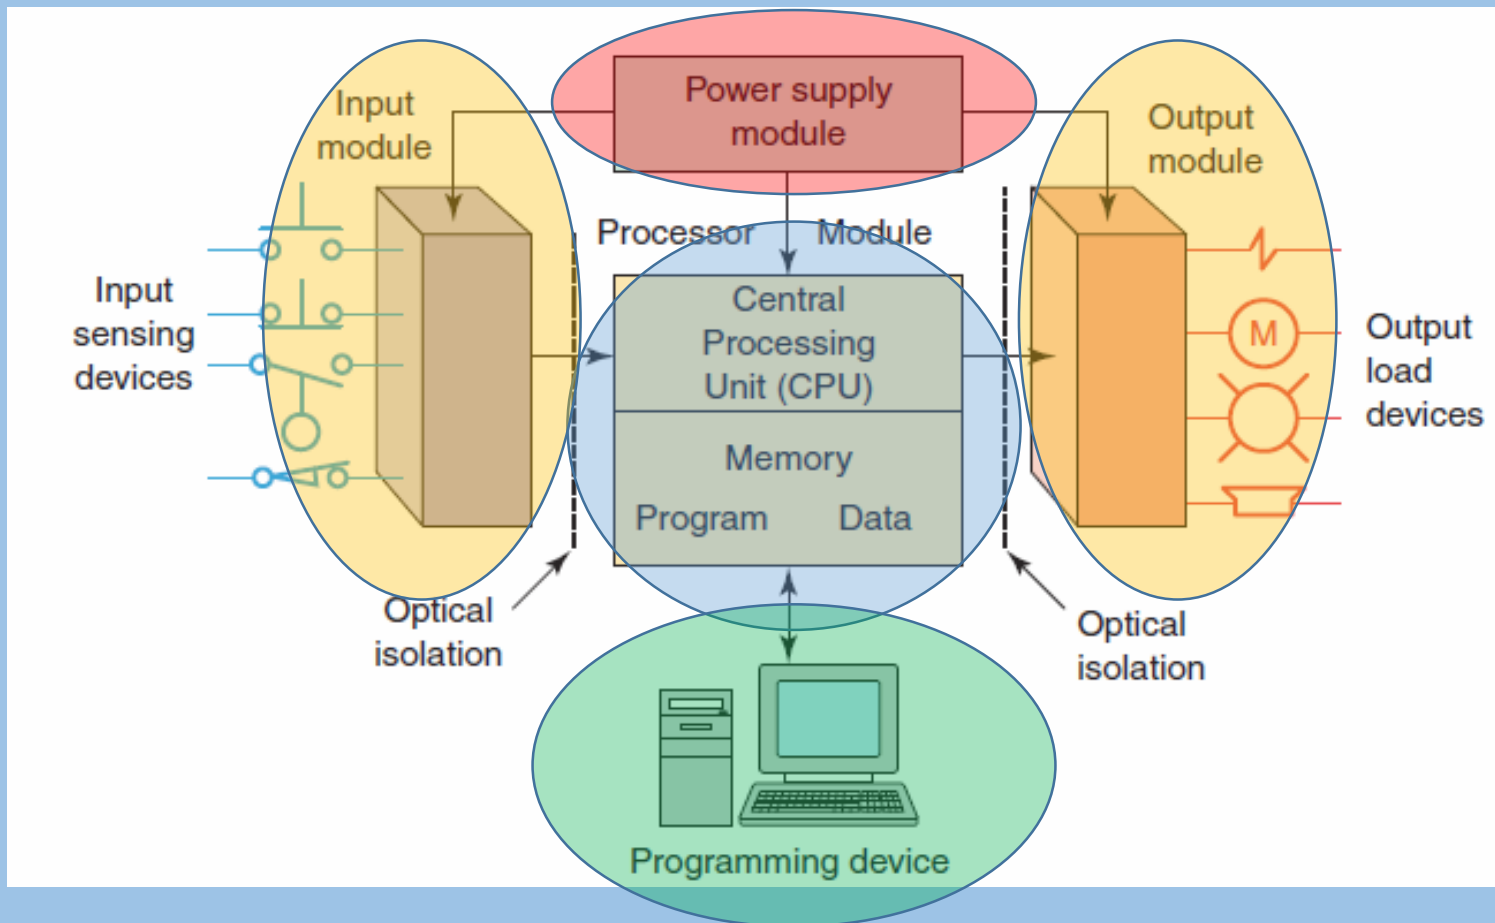 Power supply
module
Input
module
Output
module
Processor Module
Input
sensing
devices
Central
Processing
Unit (CPU)
Memory
Program Data
M
Output
load
devices
Optical
isolation
Optical
isolation
Programming device